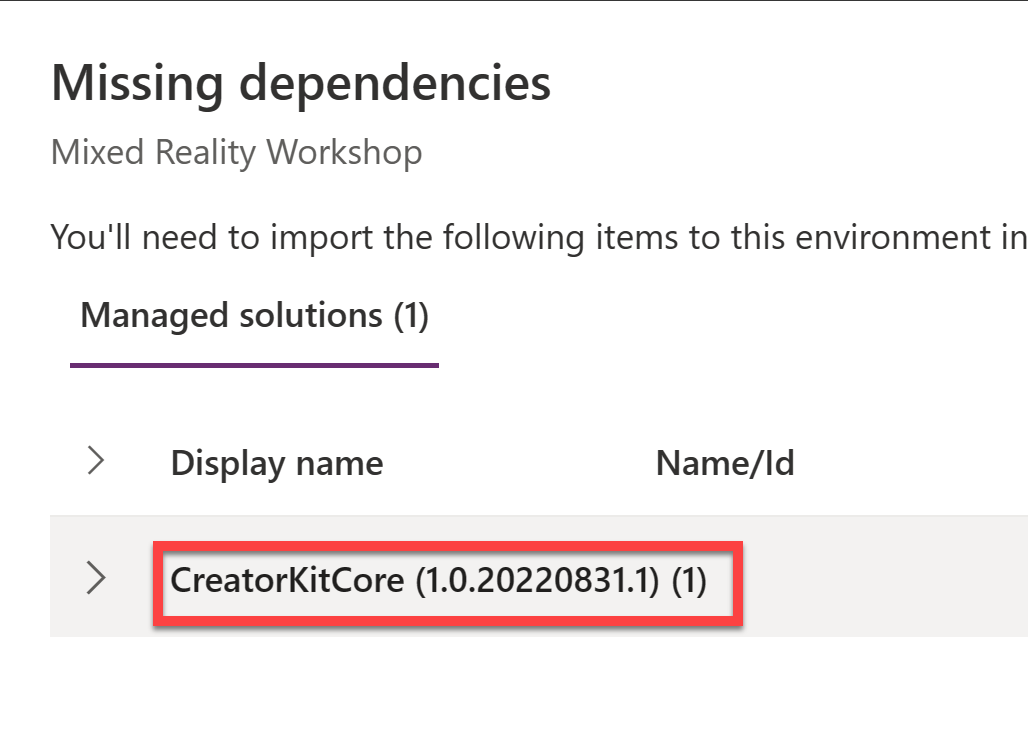 Missing dependencies
Mixed Reality Workshop
You'll need to import the following items to this environment in
Managed solutions (1)
Display name Name/Id
CreatorKitCore (1.0.20220831.1) (1)